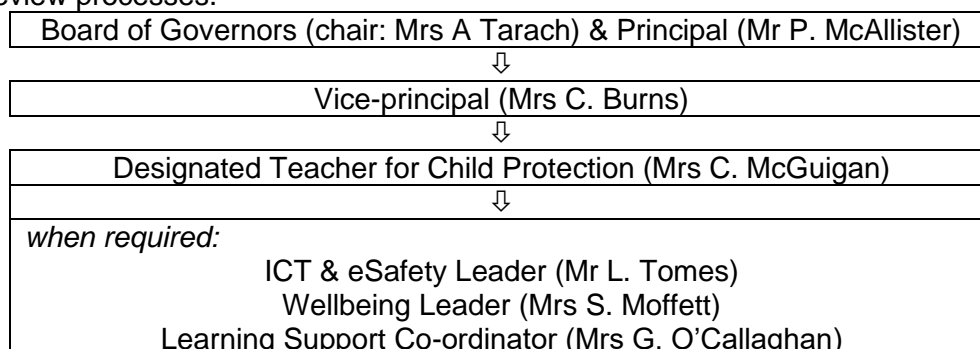 review processes.
Board of Governors (chair: Mrs A Tarach) & Principal (Mr P. McAllister)
⇩
Vice-principal (Mrs C. Burns)
⇩
Designated Teacher for Child Protection (Mrs C. McGuigan)
⇩
when required:
ICT & eSafety Leader (Mr L. Tomes)
Wellbeing Leader (Mrs S. Moffett)
Learning Support Co-ordinator (Mrs G. O'Callaghan)